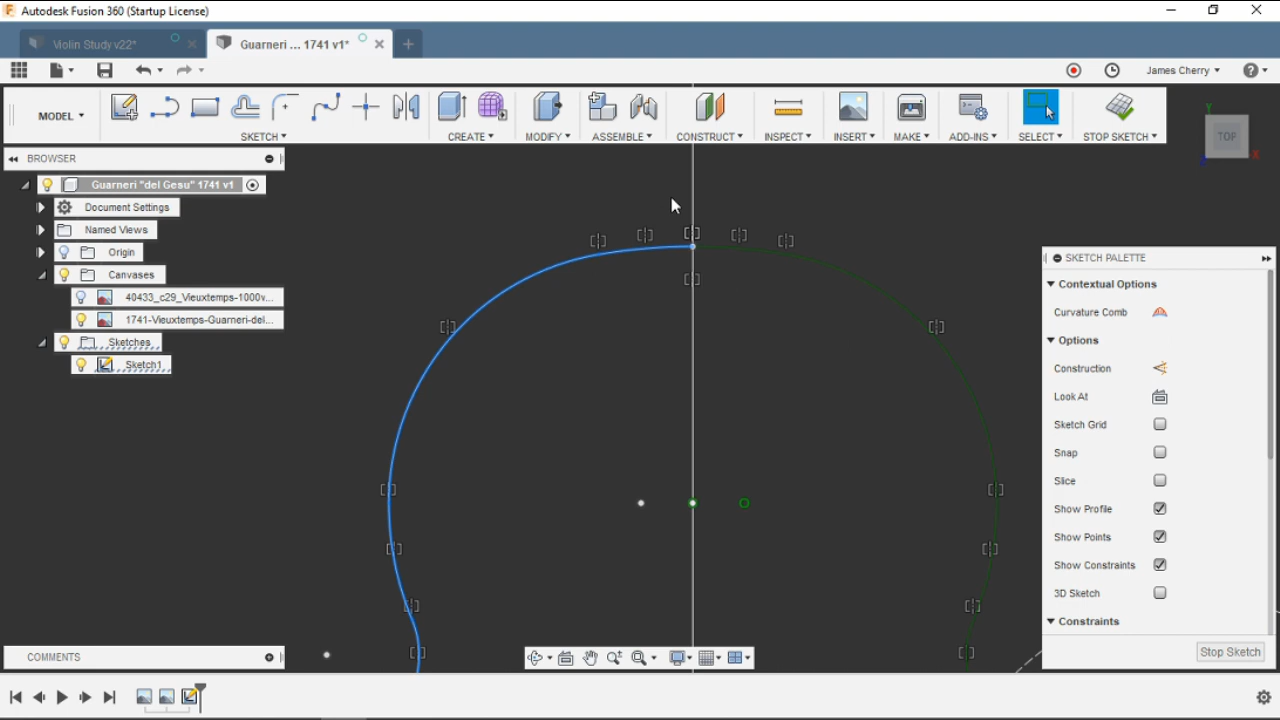 Autodesk Fusion 360 (Startup License)
Violin Study v22*
Guarneri ... 1741 v1*
James Cherry
MODEL
SKETCH
CREATE
MODIFY
ASSEMBLE
CONSTRUCT
INSPECT
INSERT
MAKE
ADD-INS
SELECT
STOP SKETCH
TOP
Y
X
Z
BROWSER
Guarneri "del Gesu" 1741 v1
Document Settings
Named Views
Origin
Canvases
40433_c29_Vieuxtemps-1000v...
1741-Vieuxtemps-Guarneri-del...
Sketches
Sketch1
SKETCH PALETTE
Contextual Options
Curvature Comb
Options
Construction
Look At
Sketch Grid
Snap
Slice
Show Profile
Show Points
Show Constraints
3D Sketch
Constraints
Stop Sketch
COMMENTS